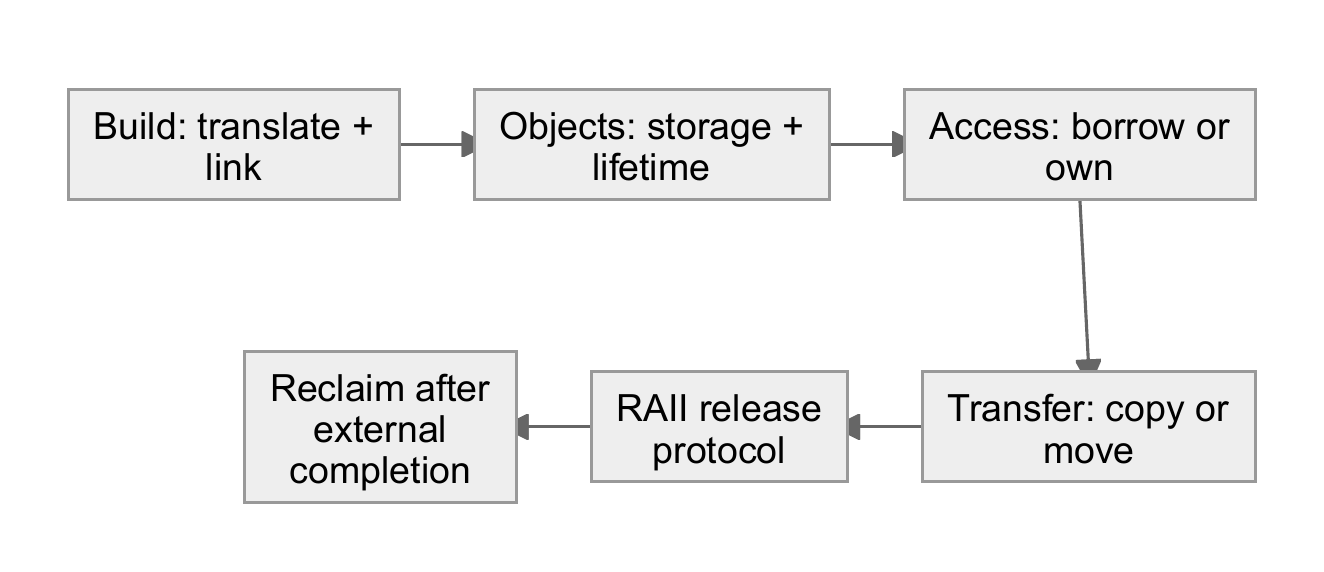 Build: translate +
link
Objects: storage +
lifetime
Access: borrow or
own
Transfer: copy or
move
RAII release
protocol
Reclaim after
external
completion